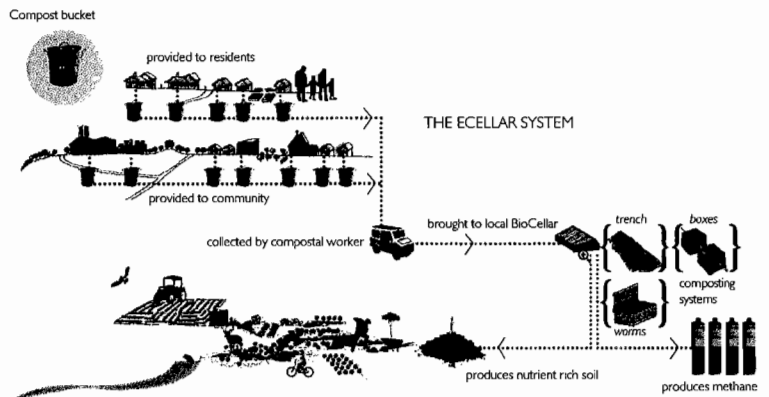 Compost bucket
provided to residents
THE ECELLAR SYSTEM
provided to community
collected by compostal worker
brought to local BioCellar
trench
boxes
composting
systems
worms
produces nutrient rich soil
produces methane